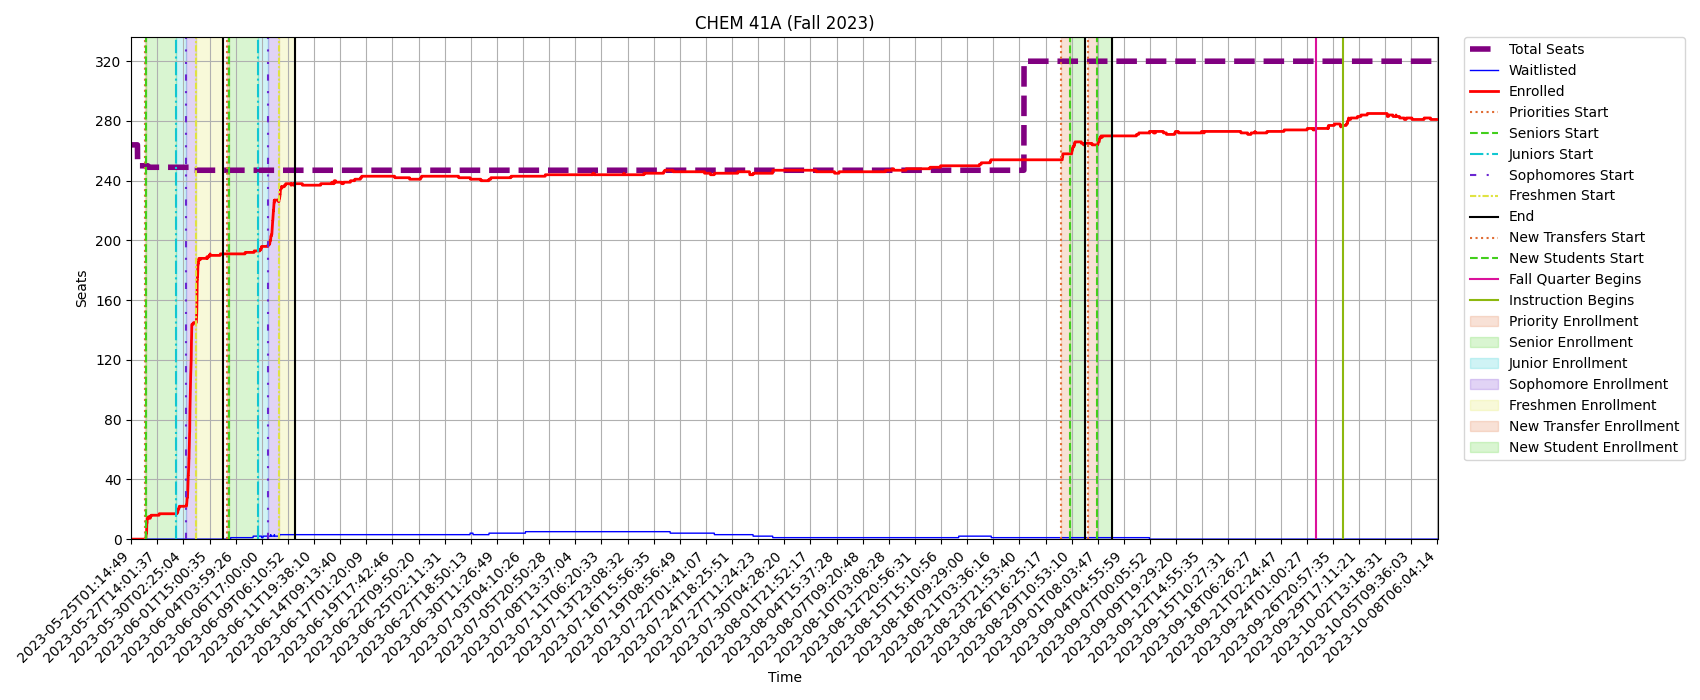 CHEM 41A (Fall 2023)
Seats
320
280
240
200
160
120
80
40
0
2023-05-25T01:14:49
2023-05-27T14:01:37
2023-05-30T02:25:04
2023-06-01T15:00:35
2023-06-04T03:59:26
2023-06-06T17:00:00
2023-06-09T06:10:52
2023-06-11T19:38:10
2023-06-14T09:13:40
2023-06-17T01:20:09
2023-06-19T17:42:46
2023-06-22T09:50:20
2023-06-25T02:11:31
2023-06-27T18:50:13
2023-06-30T11:26:49
2023-07-03T04:10:26
2023-07-05T20:50:28
2023-07-08T13:37:04
2023-07-11T06:20:33
2023-07-13T23:08:32
2023-07-16T15:56:35
2023-07-19T08:56:49
2023-07-22T01:41:07
2023-07-24T18:25:51
2023-07-27T11:24:23
2023-07-30T04:28:20
2023-08-01T21:52:17
2023-08-04T15:37:28
2023-08-07T09:20:48
2023-08-10T03:08:28
2023-08-12T20:56:31
2023-08-15T15:10:56
2023-08-18T09:29:00
2023-08-21T03:36:16
2023-08-23T21:53:40
2023-08-26T16:25:17
2023-08-29T10:53:10
2023-09-01T08:03:47
2023-09-04T04:55:59
2023-09-07T00:05:52
2023-09-09T19:29:20
2023-09-12T14:55:35
2023-09-15T10:27:31
2023-09-18T06:26:27
2023-09-21T02:24:47
2023-09-24T01:00:27
2023-09-26T20:57:35
2023-09-29T17:11:21
2023-10-02T13:18:31
2023-10-05T09:36:03
2023-10-08T06:04:14
Time
Total Seats
Waitlisted
Enrolled
Priorities Start
Seniors Start
Juniors Start
Sophomores Start
Freshmen Start
End
New Transfers Start
New Students Start
Fall Quarter Begins
Instruction Begins
Priority Enrollment
Senior Enrollment
Junior Enrollment
Sophomore Enrollment
Freshmen Enrollment
New Transfer Enrollment
New Student Enrollment